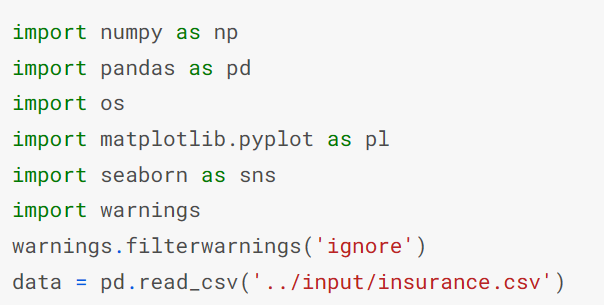 import numpy as np
import pandas as pd
import os
import matplotlib.pyplot as pl
import seaborn as sns
import warnings
warnings.filterwarnings('ignore')
data = pd.read_csv('../input/insurance.csv')